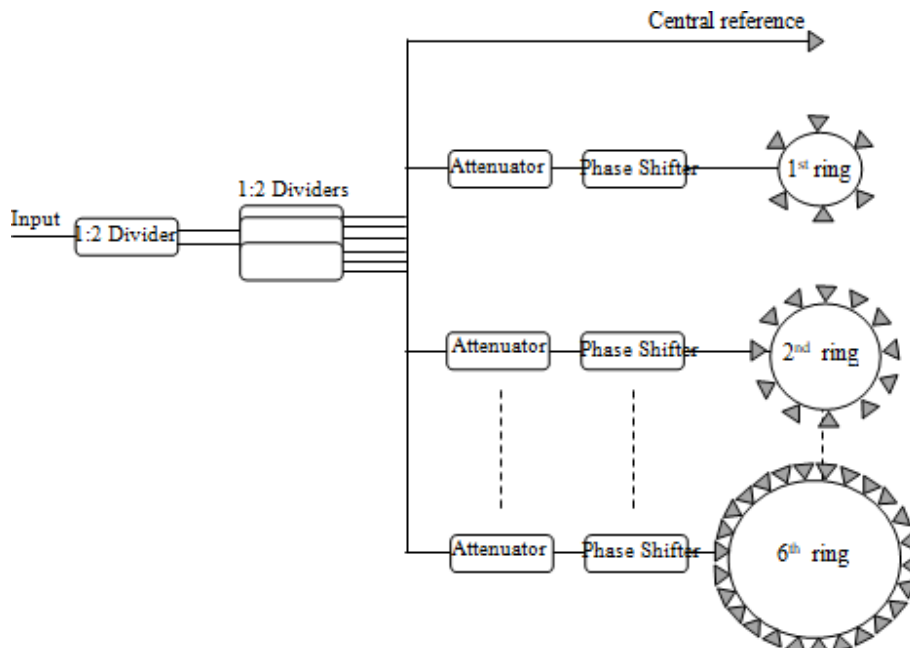 Central reference
Attenuator
Phase Shifter
1st ring
1:2 Dividers
Input
1:2 Divider
Attenuator
Phase Shifter
2nd ring
Attenuator
Phase Shifter
6th ring